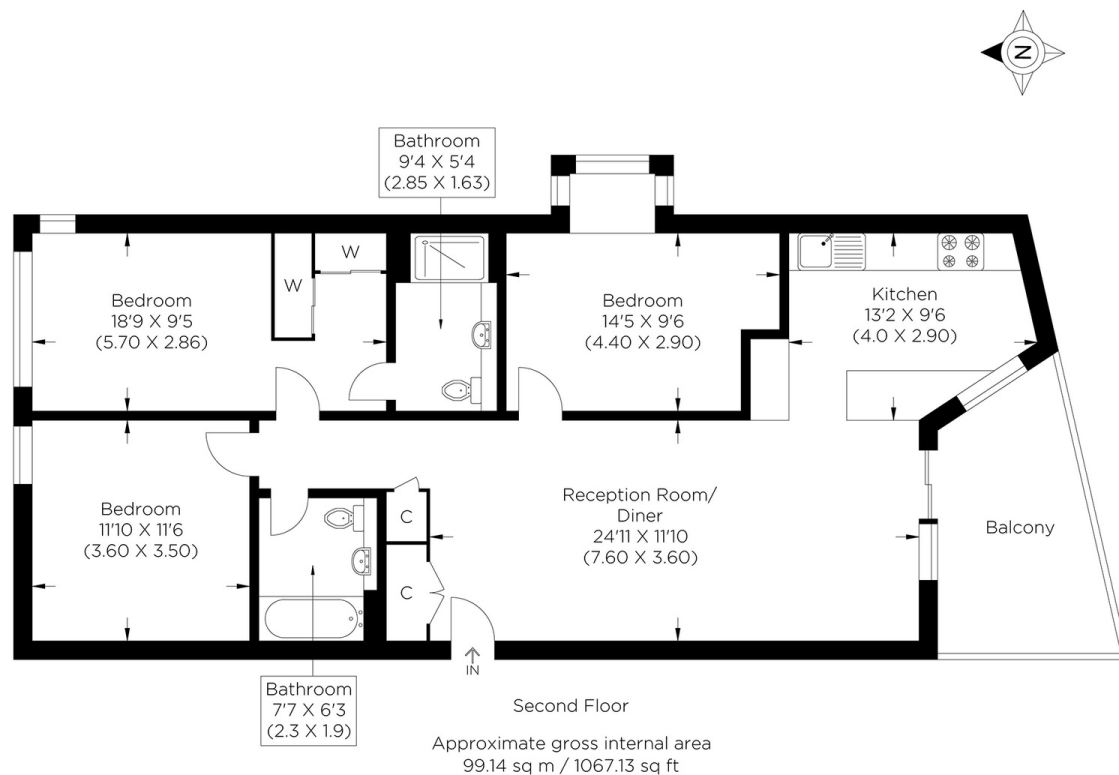 N
Bathroom
9'4 X 5'4
(2.85 X 1.63)
W
W
Bedroom
18'9 X 9'5
(5.70 X 2.86)
Bedroom
14'5 X 9'6
(4.40 X 2.90)
Kitchen
13'2 X 9'6
(4.0 X 2.90)
Bedroom
11'10 X 11'6
(3.60 X 3.50)
C
C
Reception Room/
Diner
24'11 X 11'10
(7.60 X 3.60)
Balcony
IN
Bathroom
7'7 X 6'3
(2.3 X 1.9)
Second Floor
Approximate gross internal area
99.14 sq m / 1067.13 sq ft